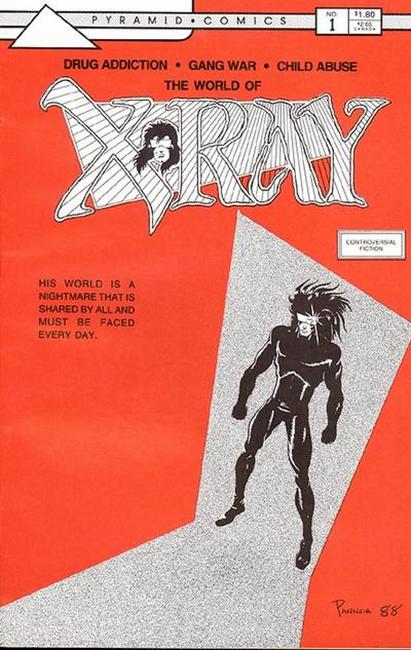 PYRAMID • COMICS
NO.
1
$1.80
$2.65
CANADA
DRUG ADDICTION • GANG WAR • CHILD ABUSE
THE WORLD OF
X-RAY
CONTROVERSIAL
FICTION
HIS WORLD IS A
NIGHTMARE THAT IS
SHARED BY ALL AND
MUST BE FACED
EVERY DAY.
88